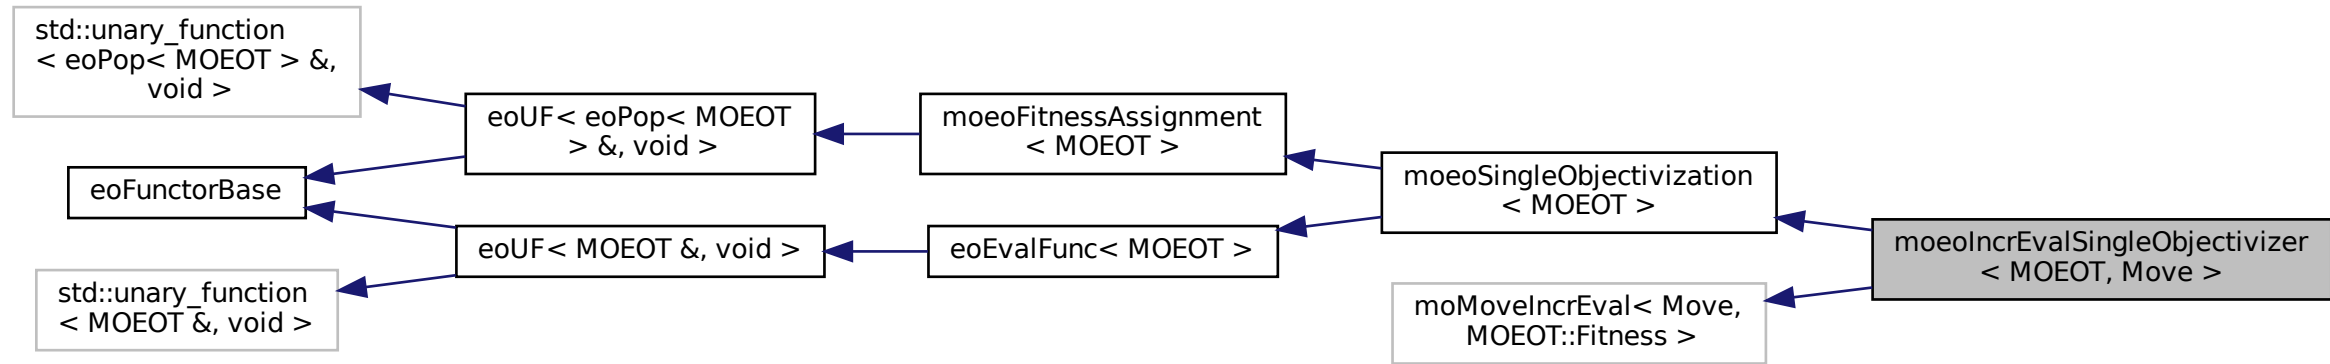 std::unary_function
< eoPop< MOEOT > &,
void >
eoFunctorBase
std::unary_function
< MOEOT &, void >
eoUF< eoPop< MOEOT
> &, void >
eoUF< MOEOT &, void >
moeoFitnessAssignment
< MOEOT >
eoEvalFunc< MOEOT >
moeoSingleObjectivization
< MOEOT >
moMoveIncrEval< Move,
MOEOT::Fitness >
moeoIncrEvalSingleObjectivizer
< MOEOT, Move >